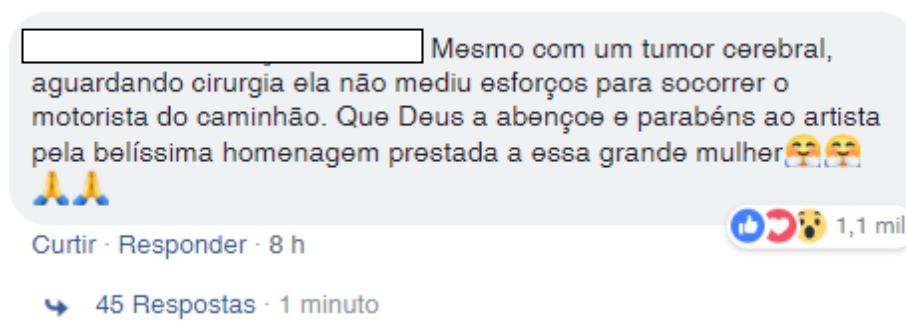 Mesmo com um tumor cerebral,
aguardando cirurgia ela não mediu esforços para socorrer o
motorista do caminhão. Que Deus a abençoe e parabéns ao artista
pela belíssima homenagem prestada a essa grande mulher
1,1 mil
Curtir · Responder · 8 h
45 Respostas · 1 minuto